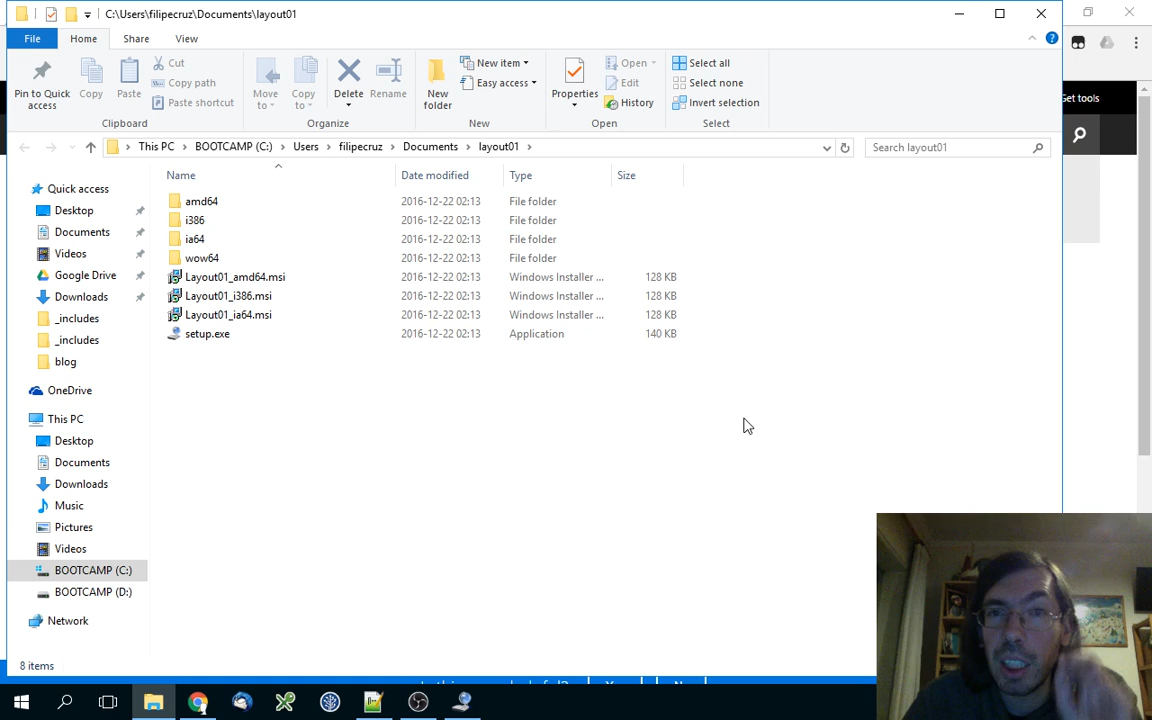 C:\Users\filipecruz\Documents\layout01
File Home Share View
Get tools
Pin to Quick access
Copy
Paste
Cut
Copy path
Paste shortcut
Clipboard
Move to
Copy to
Delete
Rename
Organize
New folder
New item
Easy access
New
Properties
Open
Edit
History
Open
Select all
Select none
Invert selection
Select
This PC > BOOTCAMP (C:) > Users > filipecruz > Documents > layout01 >
Search layout01
Name Date modified Type Size
amd64 2016-12-22 02:13 File folder
i386 2016-12-22 02:13 File folder
ia64 2016-12-22 02:13 File folder
wow64 2016-12-22 02:13 File folder
Layout01_amd64.msi 2016-12-22 02:13 Windows Installer ... 128 KB
Layout01_i386.msi 2016-12-22 02:13 Windows Installer ... 128 KB
Layout01_ia64.msi 2016-12-22 02:13 Windows Installer ... 128 KB
setup.exe 2016-12-22 02:13 Application 140 KB
Quick access
Desktop
Documents
Videos
Google Drive
Downloads
_includes
_includes
blog
OneDrive
This PC
Desktop
Documents
Downloads
Music
Pictures
Videos
BOOTCAMP (C:)
BOOTCAMP (D:)
Network
8 items